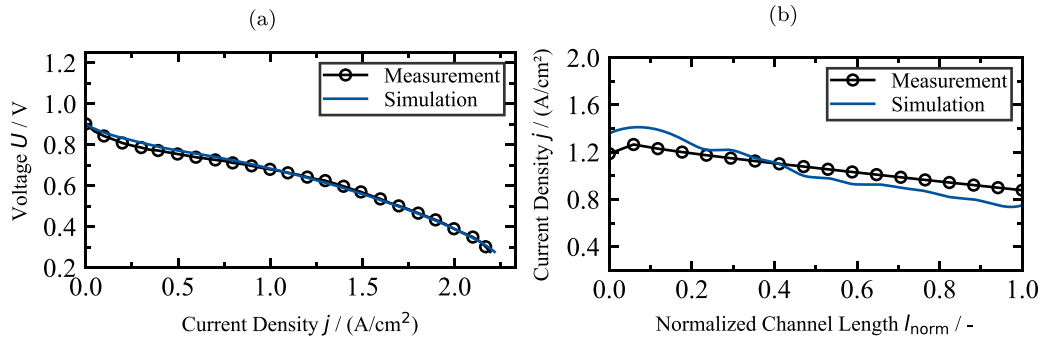 (a)
Voltage U / V
1.2
1.0
0.8
0.6
0.4
0.2
0.0
0.5
1.0
1.5
2.0
Current Density j / (A/cm²)
Measurement
Simulation
(b)
Current Density j / (A/cm²)
2.0
1.6
1.2
0.8
0.4
0.0
0.2
0.4
0.6
0.8
1.0
Normalized Channel Length lnorm / -
Measurement
Simulation